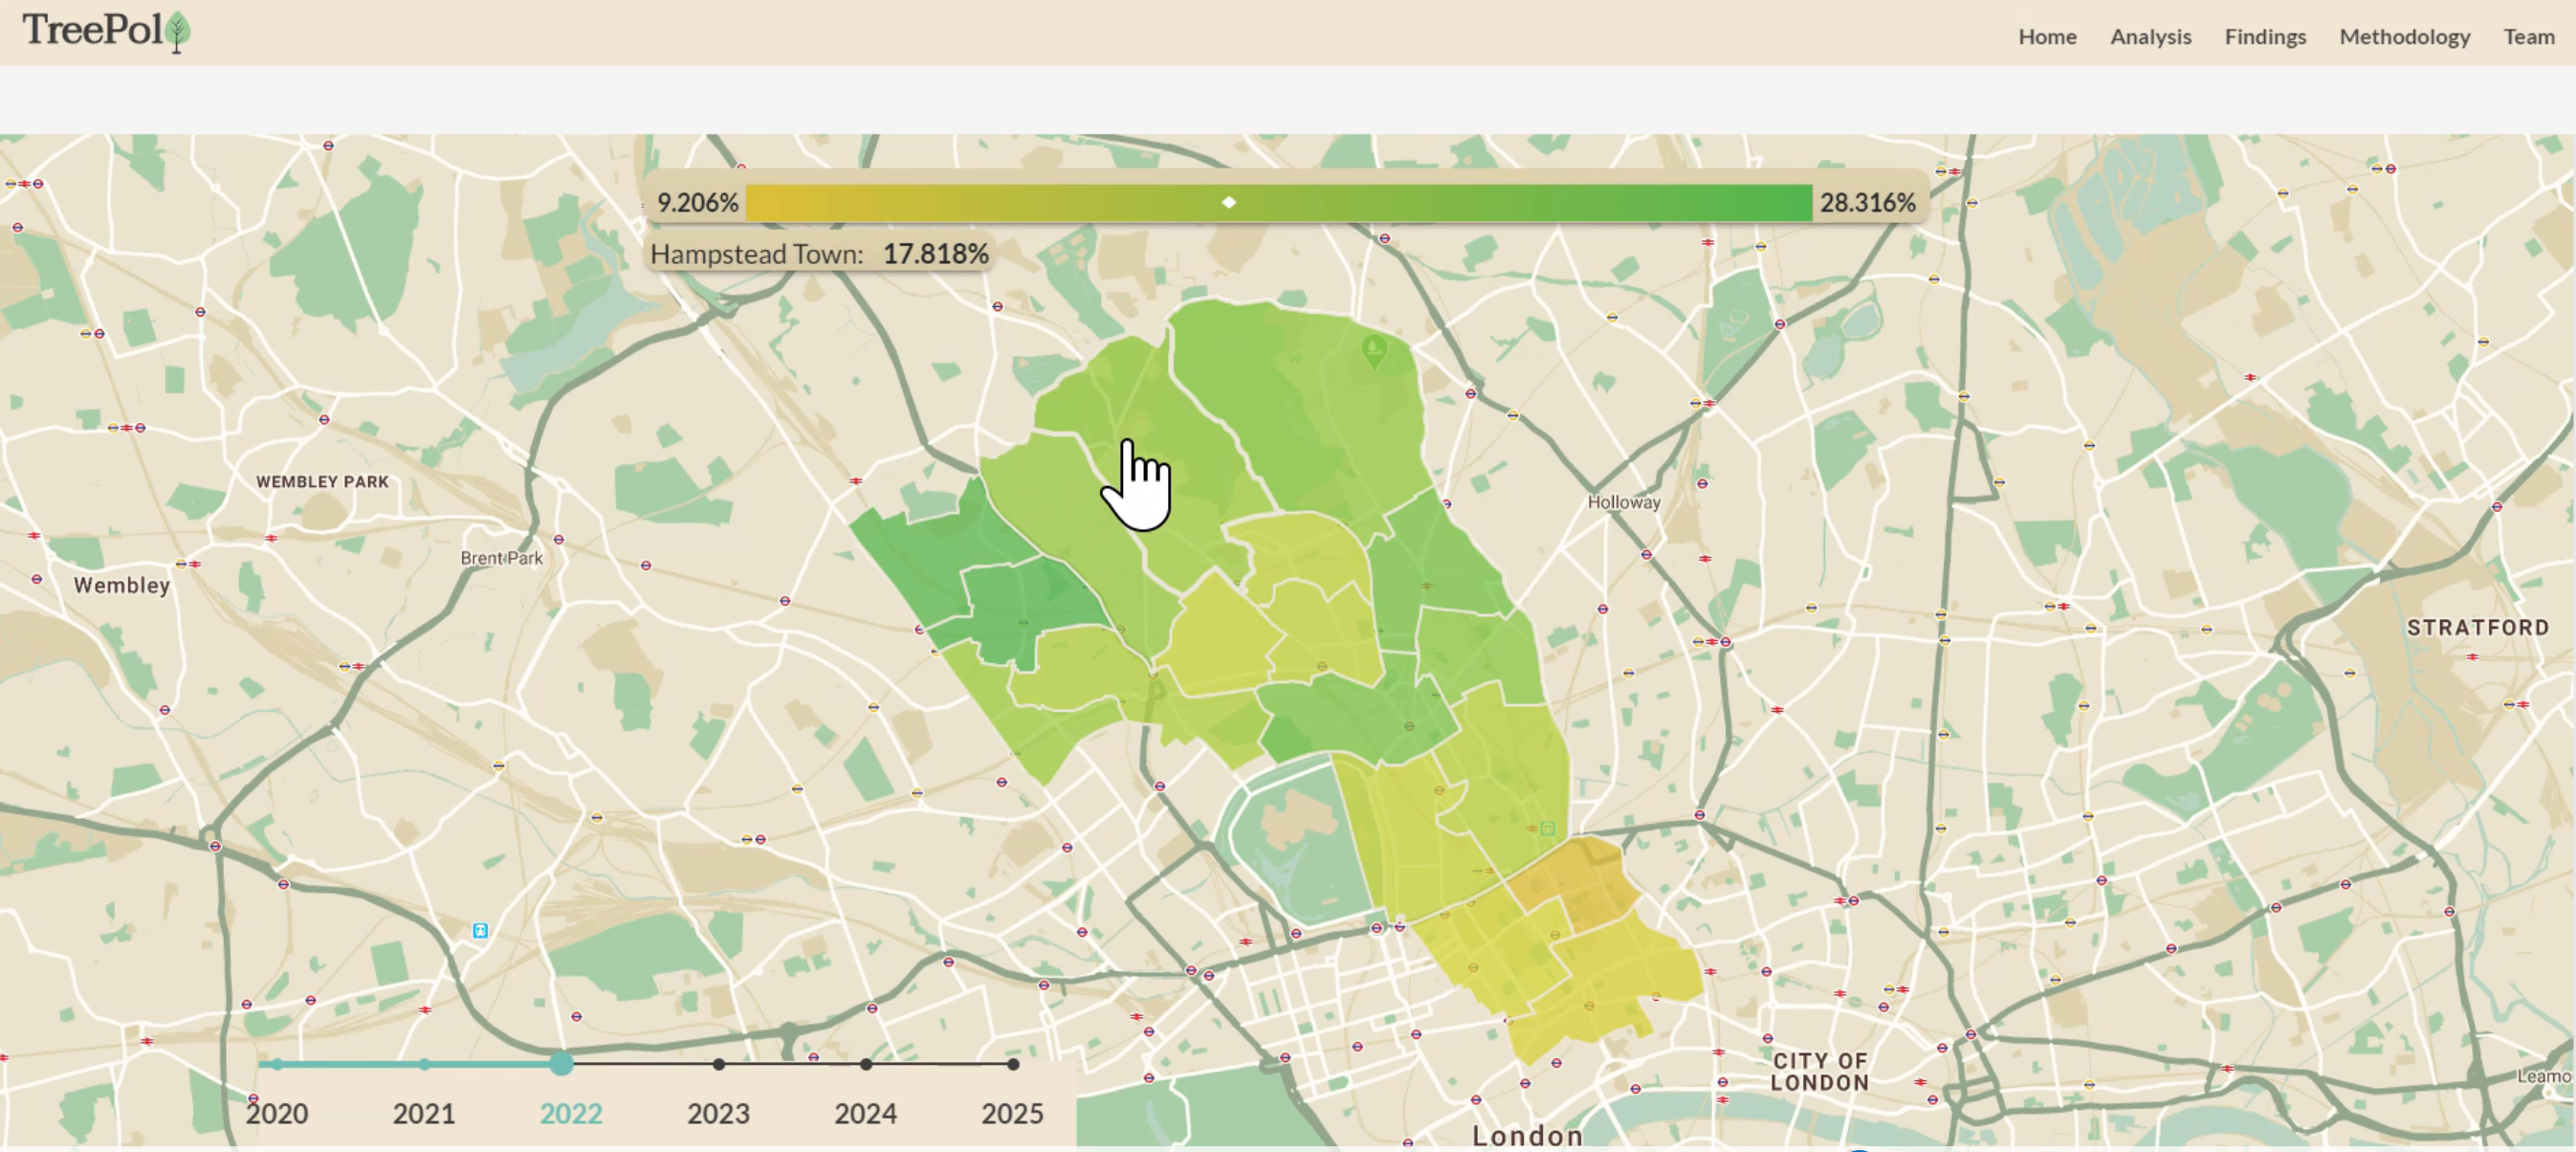 TreePol
Home Analysis Findings Methodology Team
9.206% 28.316%
Hampstead Town: 17.818%
WEMBLEY PARK
Holloway
Brent Park
Wembley
STRATFORD
CITY OF
LONDON
Leamo
2020 2021 2022 2023 2024 2025
London